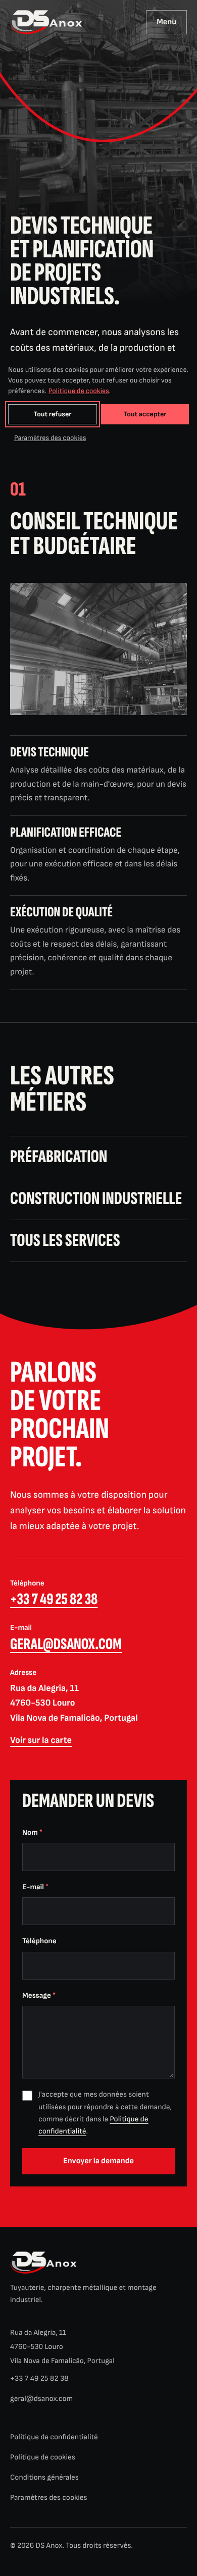 DS Anox
Menu
DEVIS TECHNIQUE
ET PLANIFICATION
DE PROJETS
INDUSTRIELS.
Avant de commencer, nous analysons les
coûts des matériaux, de la production et
Nous utilisons des cookies pour améliorer votre expérience.
Vous pouvez tout accepter, tout refuser ou choisir vos
préférences. Politique de cookies.
Tout refuser
Tout accepter
Paramètres des cookies
01
CONSEIL TECHNIQUE
ET BUDGÉTAIRE
DEVIS TECHNIQUE
Analyse détaillée des coûts des matériaux, de la
production et de la main-d'œuvre, pour un devis
précis et transparent.
PLANIFICATION EFFICACE
Organisation et coordination de chaque étape,
pour une exécution efficace et dans les délais
fixés.
EXÉCUTION DE QUALITÉ
Une exécution rigoureuse, avec la maîtrise des
coûts et le respect des délais, garantissant
précision, cohérence et qualité dans chaque
projet.
LES AUTRES
MÉTIERS
PRÉFABRICATION
CONSTRUCTION INDUSTRIELLE
TOUS LES SERVICES
PARLONS
DE VOTRE
PROCHAIN
PROJET.
Nous sommes à votre disposition pour
analyser vos besoins et élaborer la solution
la mieux adaptée à votre projet.
Téléphone
+33 7 49 25 82 38
E-mail
GERAL@DSANOX.COM
Adresse
Rua da Alegria, 11
4760-530 Louro
Vila Nova de Famalicão, Portugal
Voir sur la carte
DEMANDER UN DEVIS
Nom *
E-mail *
Téléphone
Message *
J'accepte que mes données soient
utilisées pour répondre à cette demande,
comme décrit dans la Politique de
confidentialité.
Envoyer la demande
DS Anox
Tuyauterie, charpente métallique et montage
industriel.
Rua da Alegria, 11
4760-530 Louro
Vila Nova de Famalicão, Portugal
+33 7 49 25 82 38
geral@dsanox.com
Politique de confidentialité
Politique de cookies
Conditions générales
Paramètres des cookies
© 2026 DS Anox. Tous droits réservés.